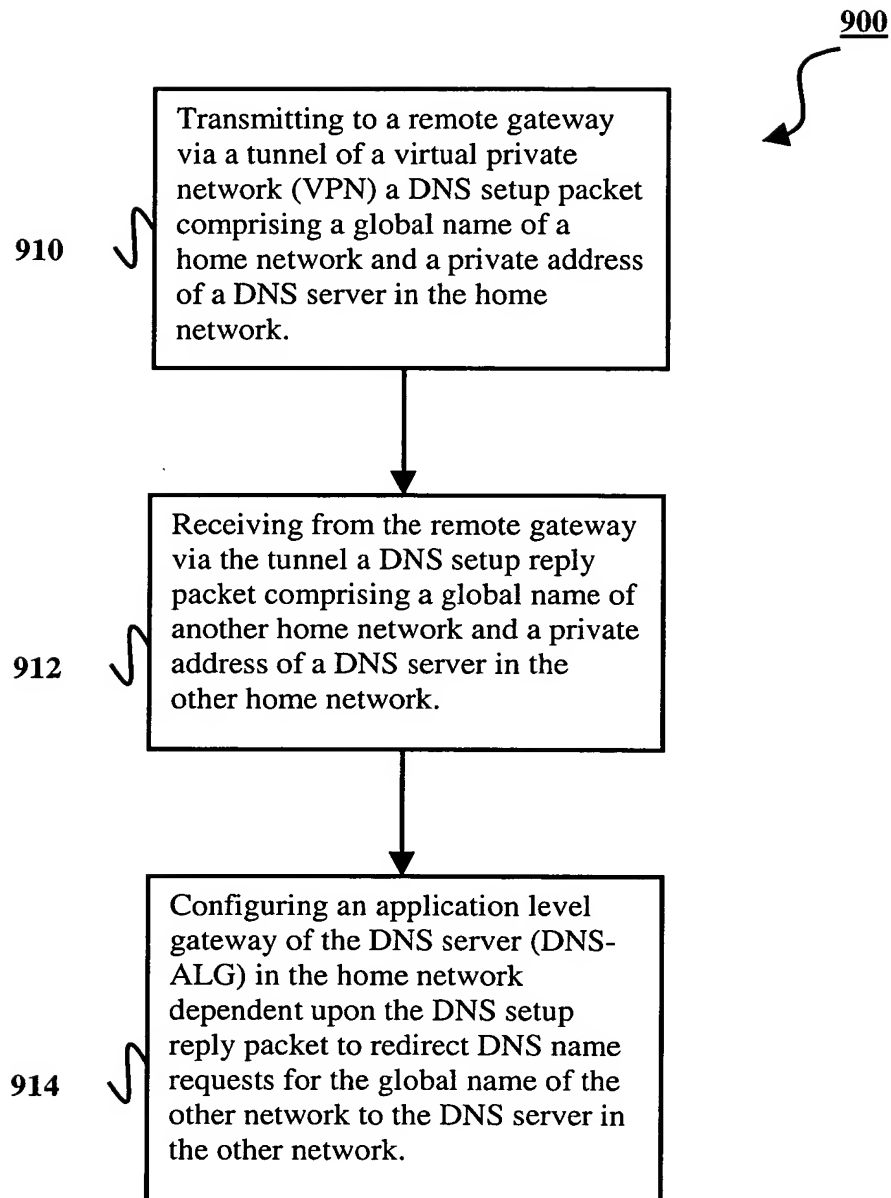 900
Transmitting to a remote gateway
via a tunnel of a virtual private
network (VPN) a DNS setup packet
comprising a global name of a
home network and a private address
of a DNS server in the home
network.
910
Receiving from the remote gateway
via the tunnel a DNS setup reply
packet comprising a global name of
another home network and a private
address of a DNS server in the
other home network.
912
Configuring an application level
gateway of the DNS server (DNS-
ALG) in the home network
dependent upon the DNS setup
reply packet to redirect DNS name
requests for the global name of the
other network to the DNS server in
the other network.
914